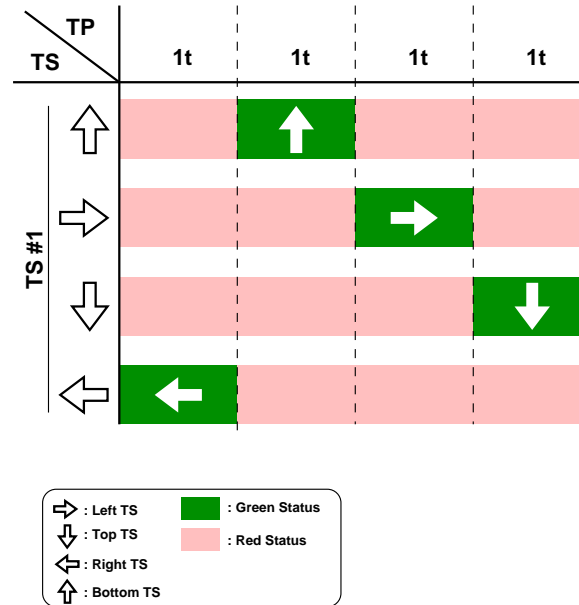 TP
TS
1t 1t 1t 1t
TS #1
: Left TS
: Top TS
: Right TS
: Bottom TS
: Green Status
: Red Status